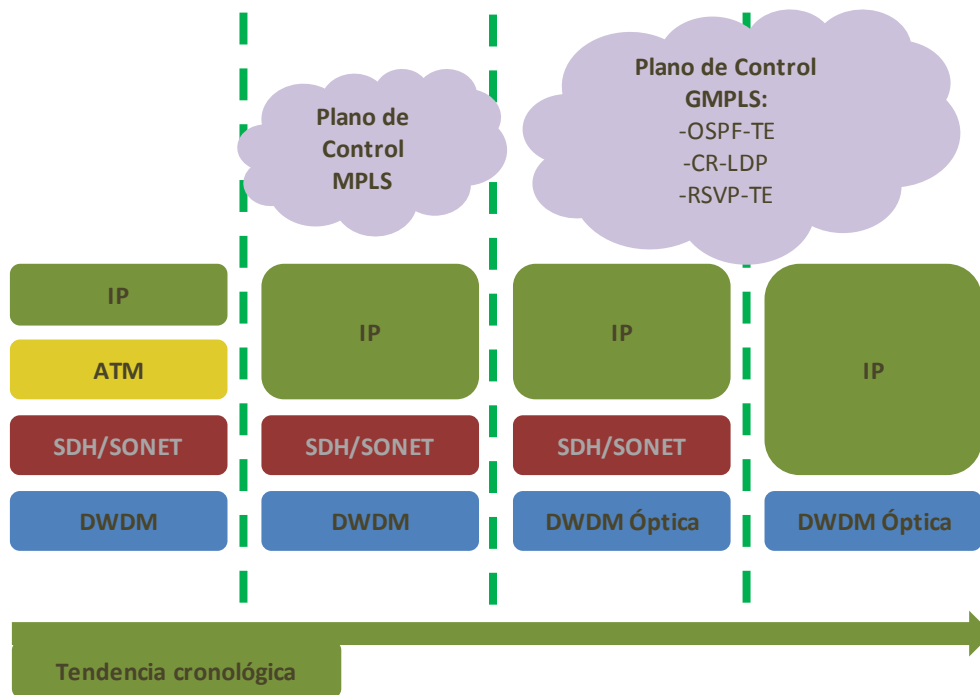 Plano de
Control
MPLS
Plano de Control
GMPLS:
-OSPF-TE
-CR-LDP
-RSVP-TE
IP
ATM
SDH/SONET
DWDM
IP
SDH/SONET
DWDM
IP
SDH/SONET
DWDM Óptica
IP
DWDM Óptica
Tendencia cronológica